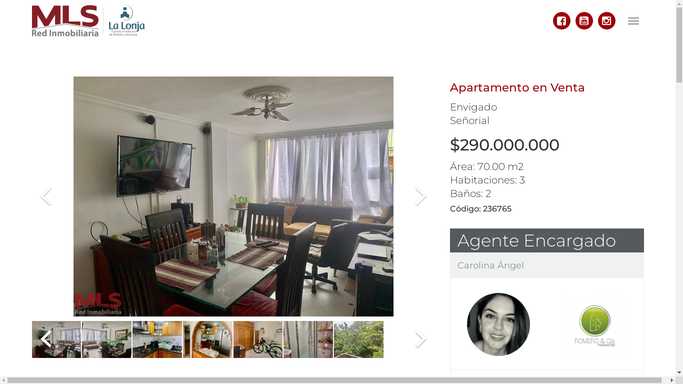 MLS
Red Inmobiliaria
La Lonja
Apartamento en Venta
Envigado
Señorial
$290.000.000
Área: 70.00 m2
Habitaciones: 3
Baños: 2
Código: 236765
Agente Encargado
Carolina Ángel
MLS
Red Inmobiliaria